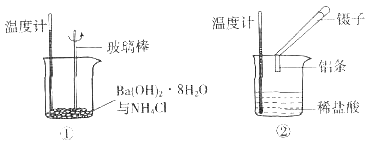 温度计
玻璃棒
Ba(OH)₂·8H₂O
与NH₄Cl
①
温度计
镊子
铝条
稀盐酸
②